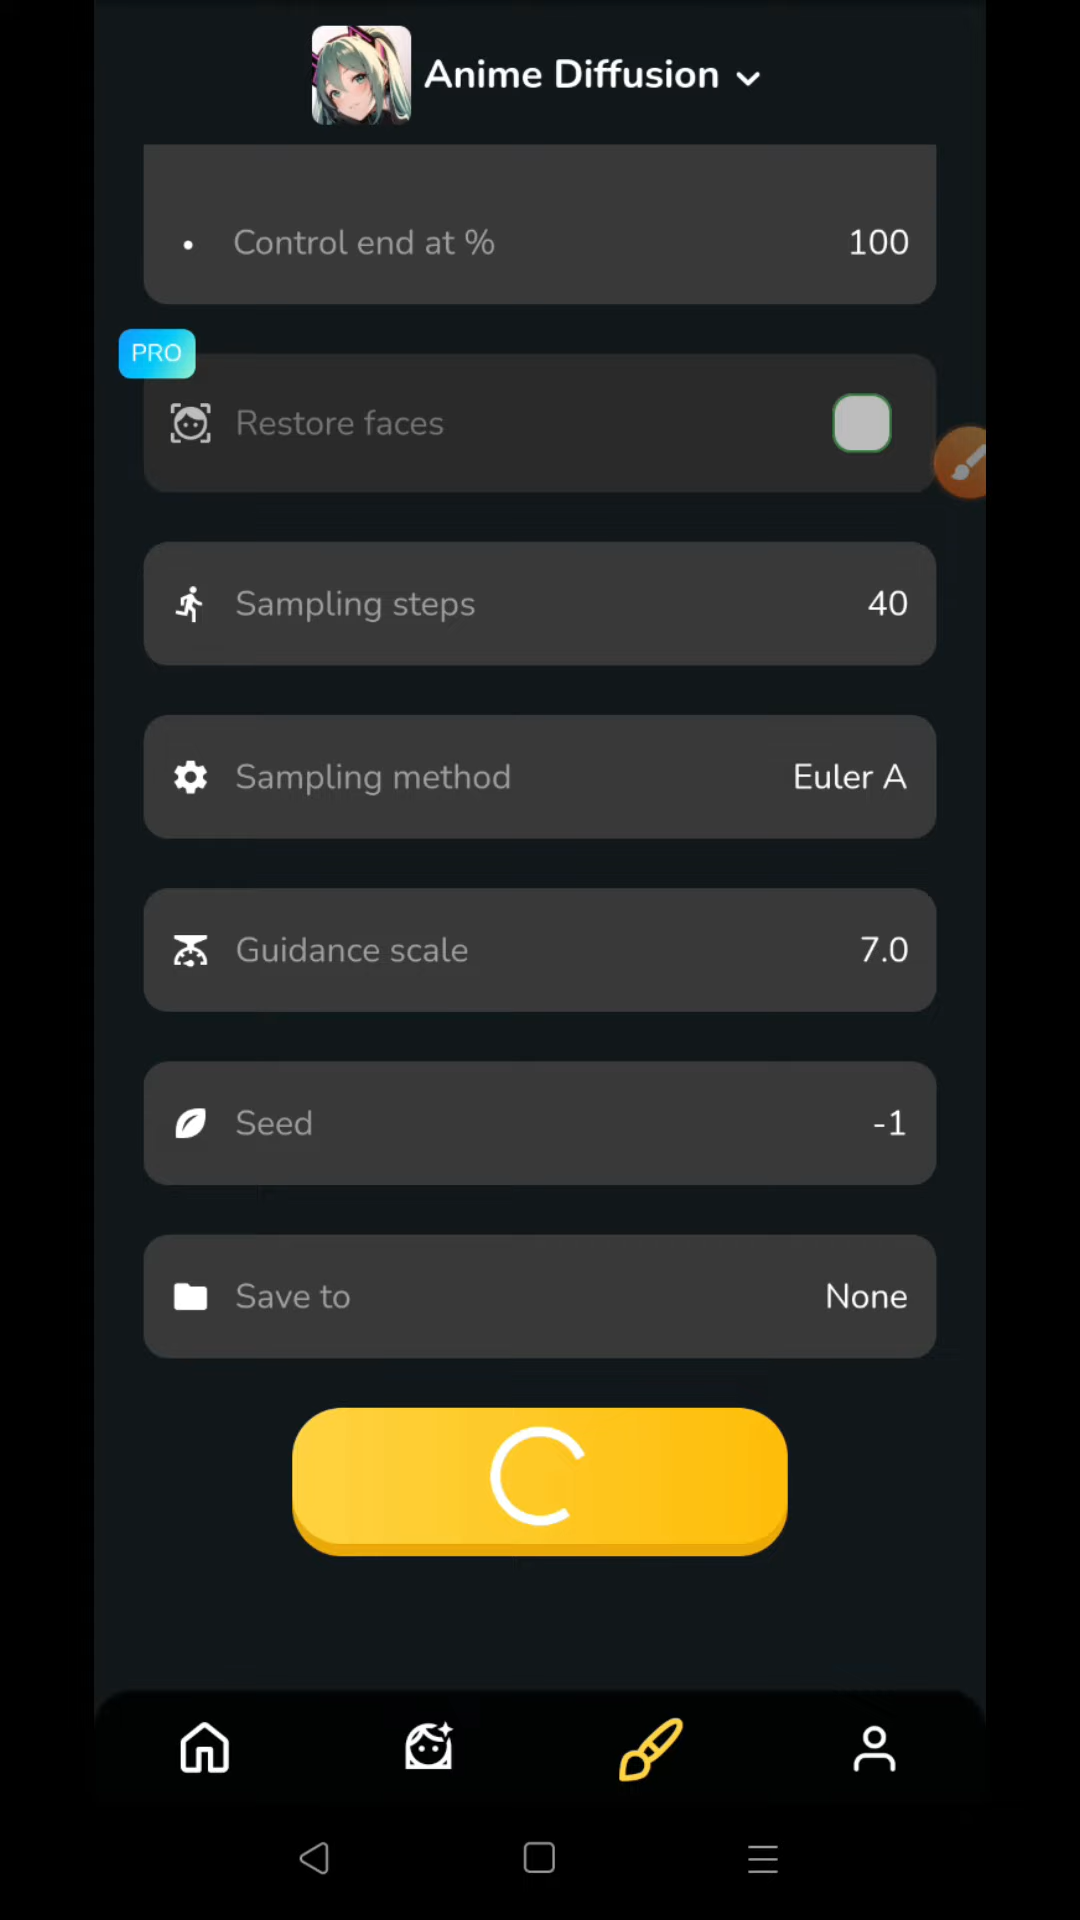 Anime Diffusion
Control end at % 100
PRO
Restore faces
Sampling steps 40
Sampling method Euler A
Guidance scale 7.0
Seed -1
Save to None